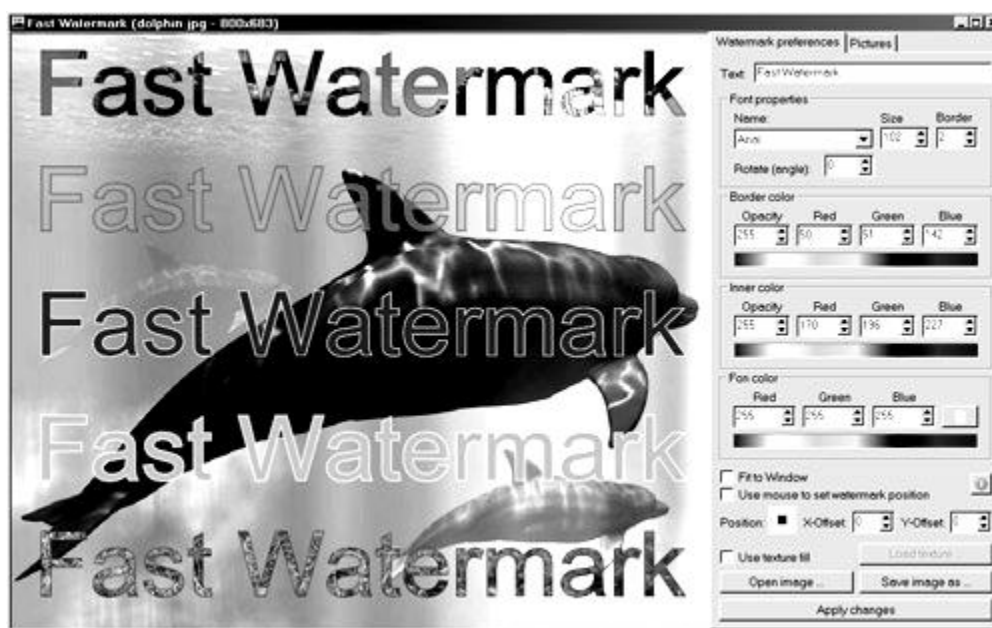 Fast Watermark (dolphin jpg - 800x683)
Fast Watermark
Fast Watermark
Fast Watermark
Fast Watermark
Fast Watermark
Watermark preferences Pictures
Text: Fast Watermark
Font properties
Name: Size Border
Arial 102 2
Rotate (angle): 0
Border color
Opacity Red Green Blue
255 50 51 142
Inner color
Opacity Red Green Blue
255 170 196 227
Fon color
Red Green Blue
255 255 255
Fit to Window
Use mouse to set watermark position
Position: X-Offset: 0 Y-Offset:
Use texture fill Load texture ...
Open image ... Save image as ...
Apply changes